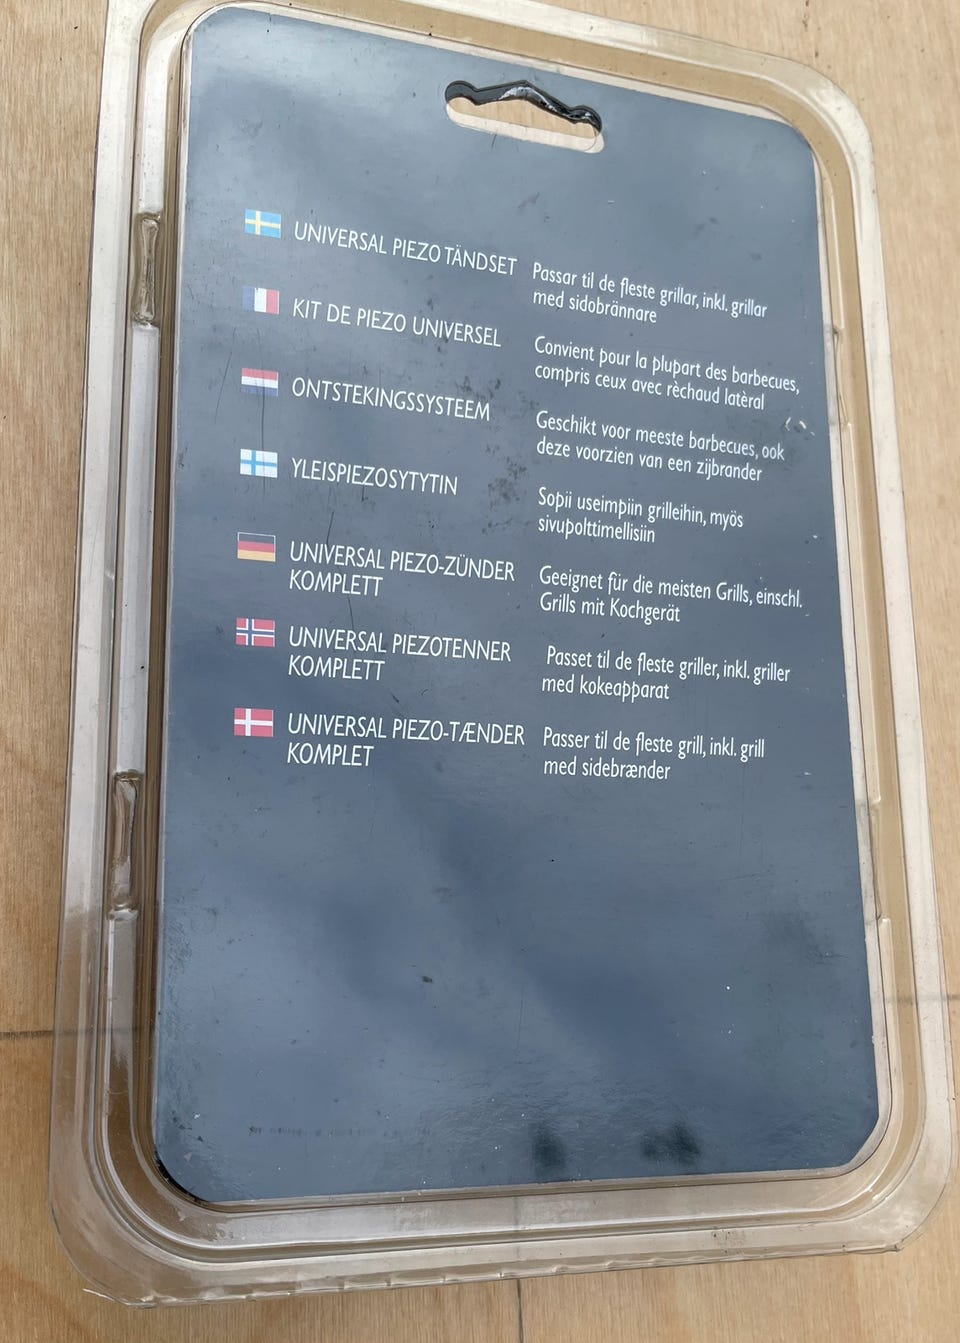 UNIVERSAL PIEZO TÄNDSET
Passar til de fleste grillar, inkl. grillar
med sidobrännare
KIT DE PIEZO UNIVERSEL
Convient pour la plupart des barbecues,
compris ceux avec rèchaud latèral
ONTSTEKINGSSYSTEEM
Geschikt voor meeste barbecues, ook
deze voorzien van een zijbrander
YLEISPIEZOSYTYTIN
Sopii useimpiin grilleihin, myös
sivupolttimellisiin
UNIVERSAL PIEZO-ZÜNDER
KOMPLETT
Geeignet für die meisten Grills, einschl.
Grills mit Kochgerät
UNIVERSAL PIEZOTENNER
KOMPLETT
Passet til de fleste griller, inkl. griller
med kokeapparat
UNIVERSAL PIEZO-TÆNDER
KOMPLET
Passer til de fleste grill, inkl. grill
med sidebrænder